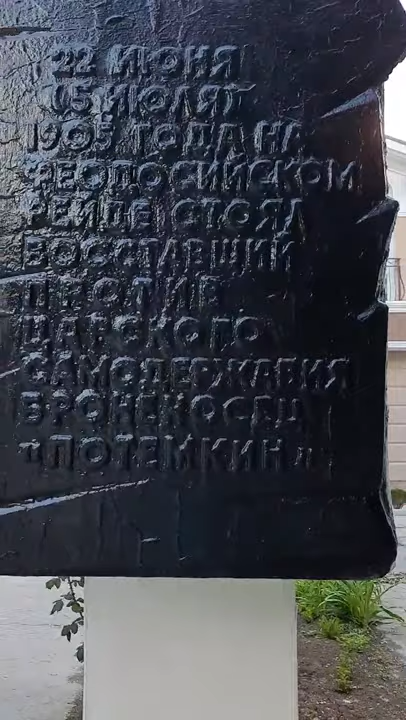 22 ИЮНЯ
(5 ИЮЛЯ)
1905 ГОДА НА
ФЕОДОСИЙСКОМ
РЕЙДЕ СТОЯЛ
ВОССТАВШИЙ
ПРОТИВ
ЦАРСКОГО
САМОДЕРЖАВИЯ
БРОНЕНОСЕЦ
"ПОТЕМКИН"